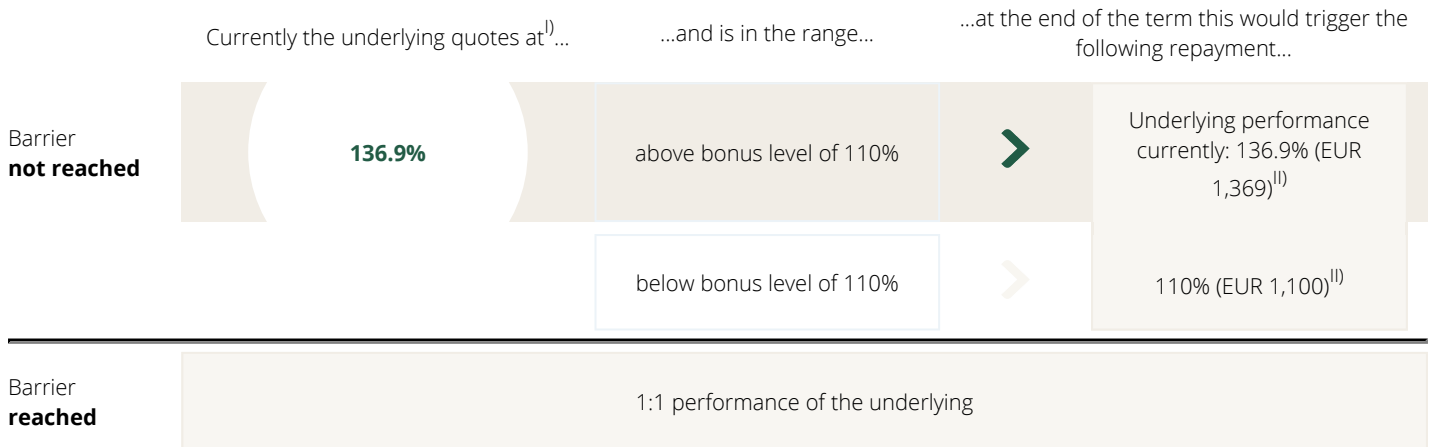 Currently the underlying quotes at I)...
...and is in the range...
...at the end of the term this would trigger the
following repayment...
Barrier
not reached
136.9%
above bonus level of 110%
Underlying performance
currently: 136.9% (EUR
1,369) II)
below bonus level of 110%
110% (EUR 1,100) II)
Barrier
reached
1:1 performance of the underlying